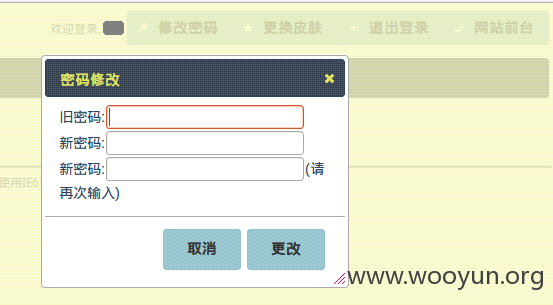 欢迎登录,
修改密码 更换皮肤 退出登录 网站前台
密码修改
旧密码:
新密码:
新密码: (请
再次输入)
使用IE6
取消 更改
www.wooyun.org